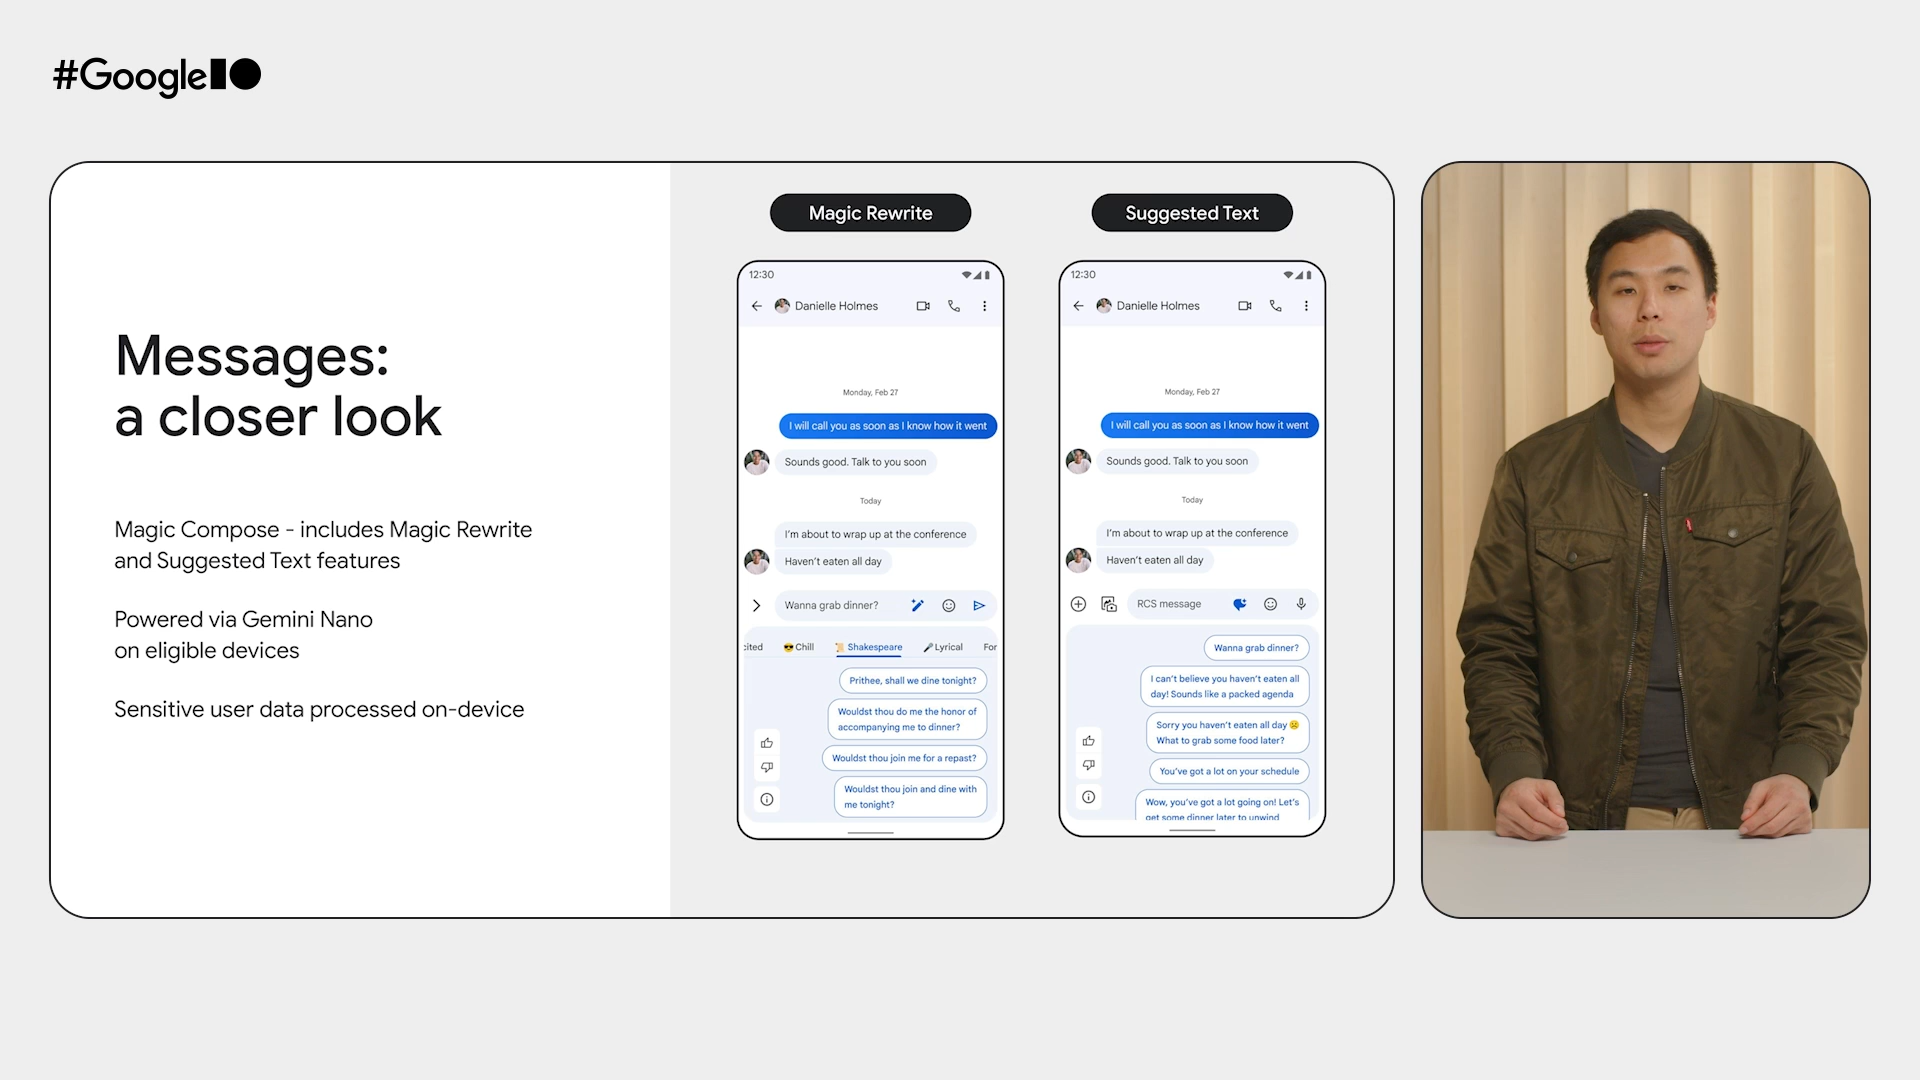 #GoogleIO
Messages:
a closer look
Magic Compose - includes Magic Rewrite
and Suggested Text features
Powered via Gemini Nano
on eligible devices
Sensitive user data processed on-device
Magic Rewrite
12:30
Danielle Holmes
Monday, Feb 27
I will call you as soon as I know how it went
Sounds good. Talk to you soon
Today
I'm about to wrap up at the conference
Haven't eaten all day
Wanna grab dinner?
cited Chill Shakespeare Lyrical For
Prithee, shall we dine tonight?
Wouldst thou do me the honor of
accompanying me to dinner?
Wouldst thou join me for a repast?
Wouldst thou join and dine with
me tonight?
Suggested Text
12:30
Danielle Holmes
Monday, Feb 27
I will call you as soon as I know how it went
Sounds good. Talk to you soon
Today
I'm about to wrap up at the conference
Haven't eaten all day
RCS message
Wanna grab dinner?
I can't believe you haven't eaten all
day! Sounds like a packed agenda
Sorry you haven't eaten all day ☹️
What to grab some food later?
You've got a lot on your schedule
Wow, you've got a lot going on! Let's
get some dinner later to unwind